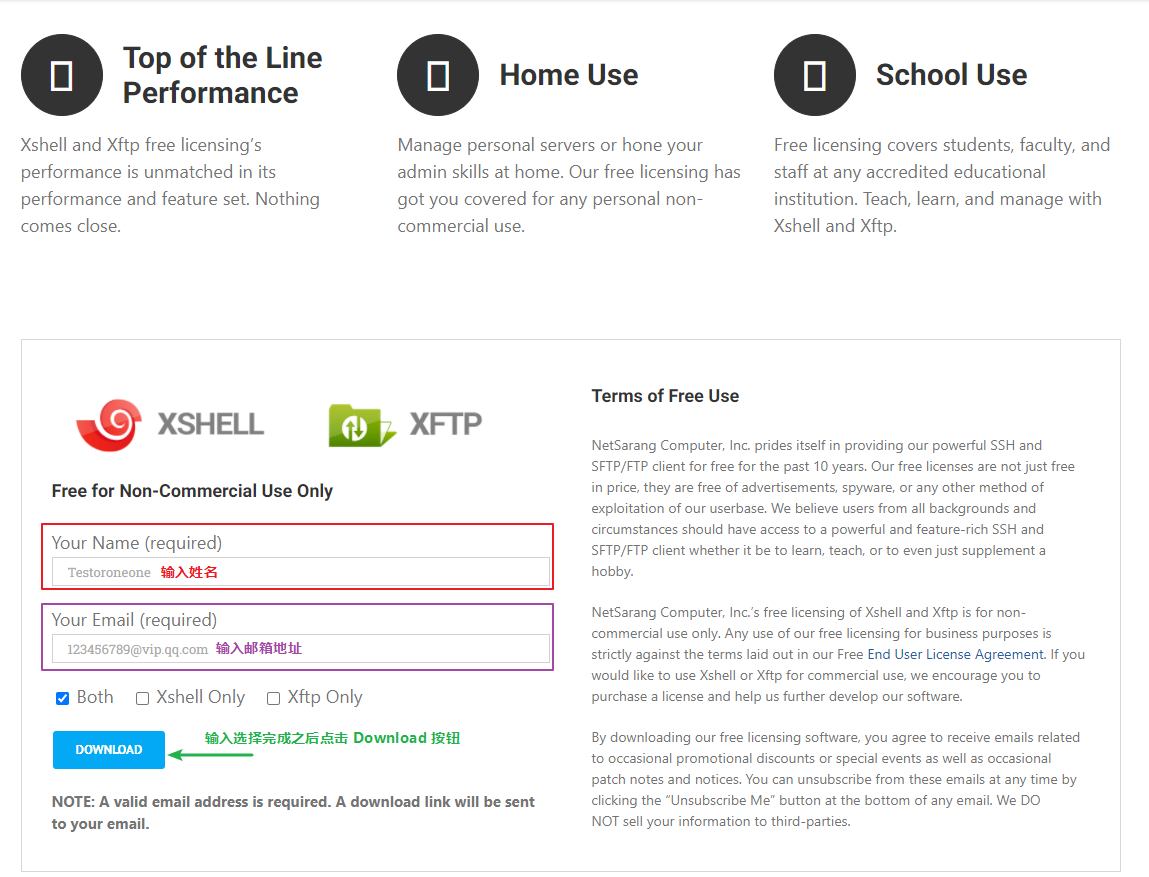 Top of the Line
Performance
Xshell and Xftp free licensing’s
performance is unmatched in its
performance and feature set. Nothing
comes close.
Home Use
Manage personal servers or hone your
admin skills at home. Our free licensing has
got you covered for any personal non-
commercial use.
School Use
Free licensing covers students, faculty, and
staff at any accredited educational
institution. Teach, learn, and manage with
Xshell and Xftp.
XSHELL
XFTP
Free for Non-Commercial Use Only
Your Name (required)
Testoroneone 输入姓名
Your Email (required)
123456789@vip.qq.com 输入邮箱地址
Both Xshell Only Xftp Only
输入选择完成之后点击 Download 按钮
DOWNLOAD
NOTE: A valid email address is required. A download link will be sent
to your email.
Terms of Free Use
NetSarang Computer, Inc. prides itself in providing our powerful SSH and
SFTP/FTP client for free for the past 10 years. Our free licenses are not just free
in price, they are free of advertisements, spyware, or any other method of
exploitation of our userbase. We believe users from all backgrounds and
circumstances should have access to a powerful and feature-rich SSH and
SFTP/FTP client whether it be to learn, teach, or to even just supplement a
hobby.
NetSarang Computer, Inc.’s free licensing of Xshell and Xftp is for non-
commercial use only. Any use of our free licensing for business purposes is
strictly against the terms laid out in our Free End User License Agreement. If you
would like to use Xshell or Xftp for commercial use, we encourage you to
purchase a license and help us further develop our software.
By downloading our free licensing software, you agree to receive emails related
to occasional promotional discounts or special events as well as occasional
patch notes and notices. You can unsubscribe from these emails at any time by
clicking the “Unsubscribe Me” button at the bottom of any email. We DO
NOT sell your information to third-parties.